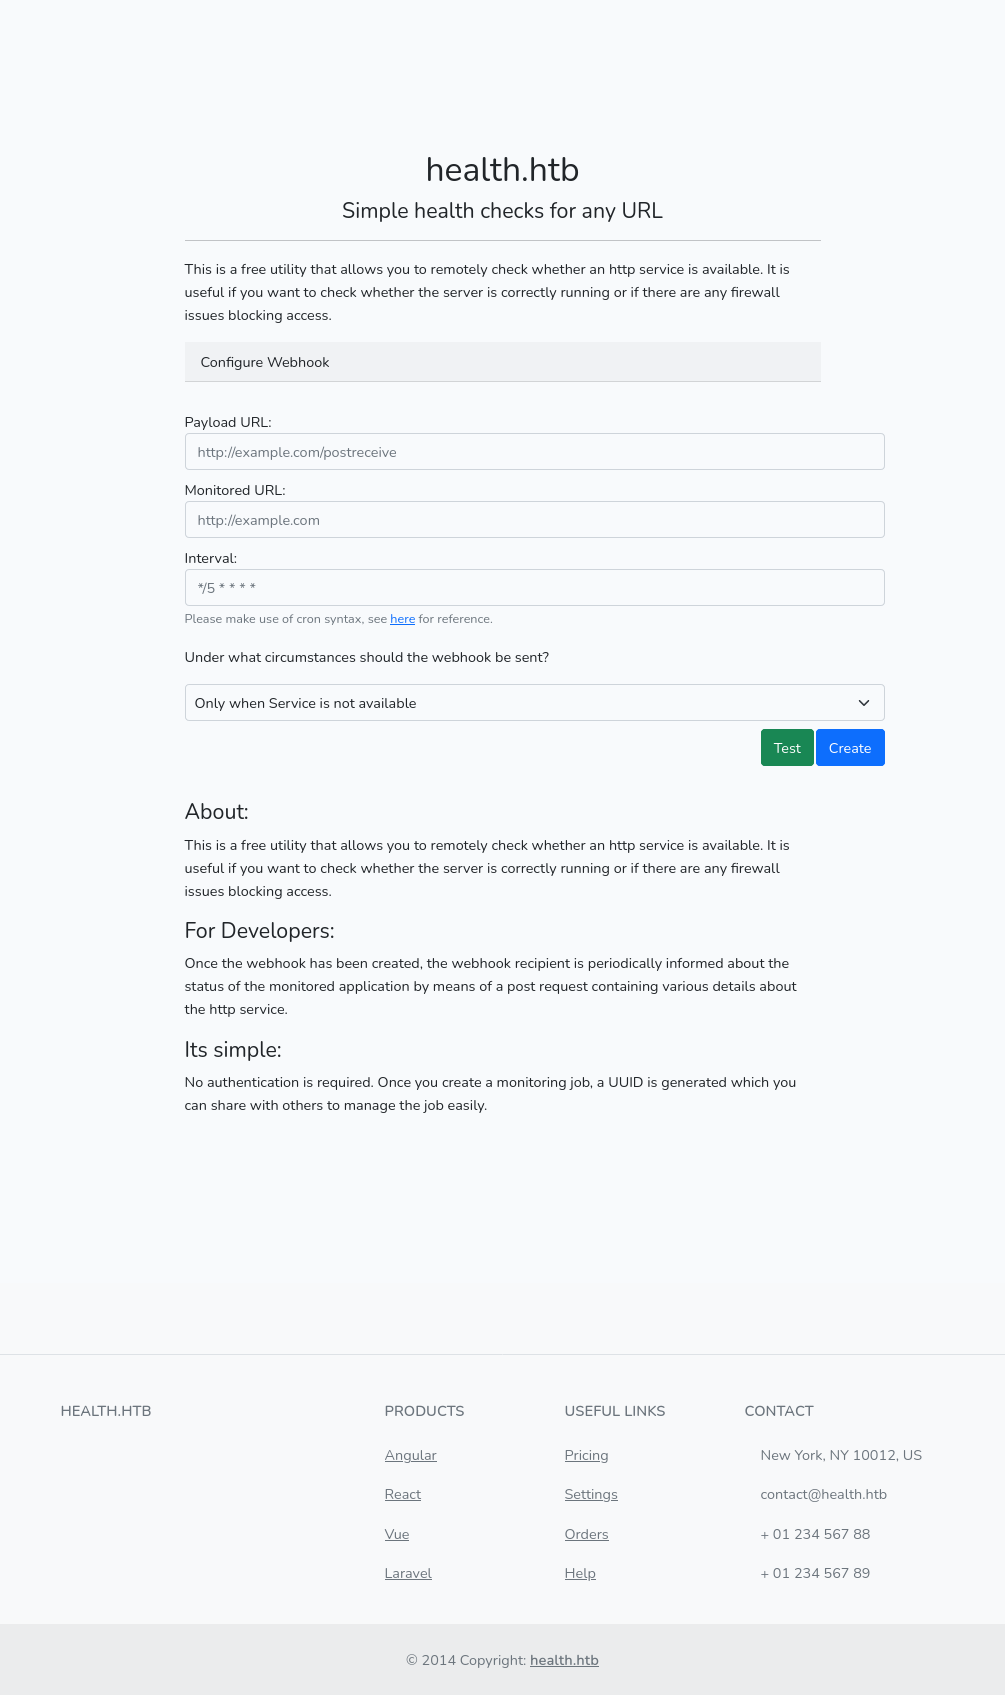 health.htb
Simple health checks for any URL
This is a free utility that allows you to remotely check whether an http service is available. It is
useful if you want to check whether the server is correctly running or if there are any firewall
issues blocking access.
Configure Webhook
Payload URL:
http://example.com/postreceive
Monitored URL:
http://example.com
Interval:
*/5 * * * *
Please make use of cron syntax, see here for reference.
Under what circumstances should the webhook be sent?
Only when Service is not available
Test Create
About:
This is a free utility that allows you to remotely check whether an http service is available. It is
useful if you want to check whether the server is correctly running or if there are any firewall
issues blocking access.
For Developers:
Once the webhook has been created, the webhook recipient is periodically informed about the
status of the monitored application by means of a post request containing various details about
the http service.
Its simple:
No authentication is required. Once you create a monitoring job, a UUID is generated which you
can share with others to manage the job easily.
HEALTH.HTB
PRODUCTS
Angular
React
Vue
Laravel
USEFUL LINKS
Pricing
Settings
Orders
Help
CONTACT
New York, NY 10012, US
contact@health.htb
+ 01 234 567 88
+ 01 234 567 89
© 2014 Copyright: health.htb